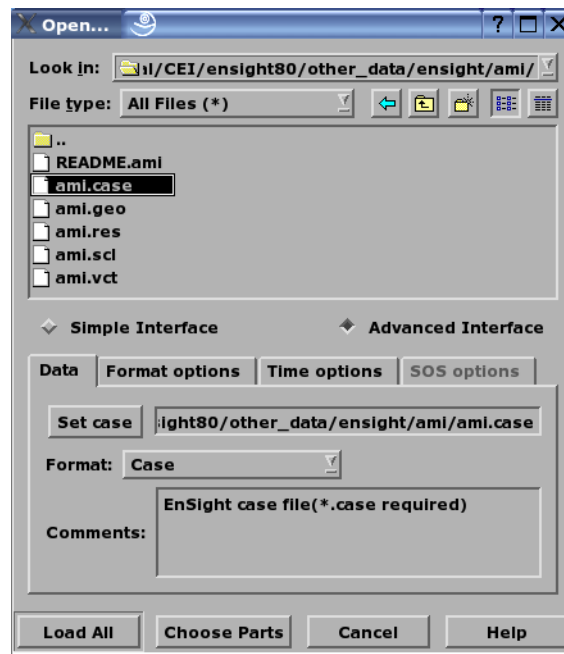 Open...
Look in: al/CEI/ensight80/other_data/ensight/ami/
File type: All Files (*)
..
README.ami
ami.case
ami.geo
ami.res
ami.scl
ami.vct
Simple Interface Advanced Interface
Data Format options Time options SOS options
Set case sight80/other_data/ensight/ami/ami.case
Format: Case
EnSight case file(*.case required)
Comments:
Load All Choose Parts Cancel Help